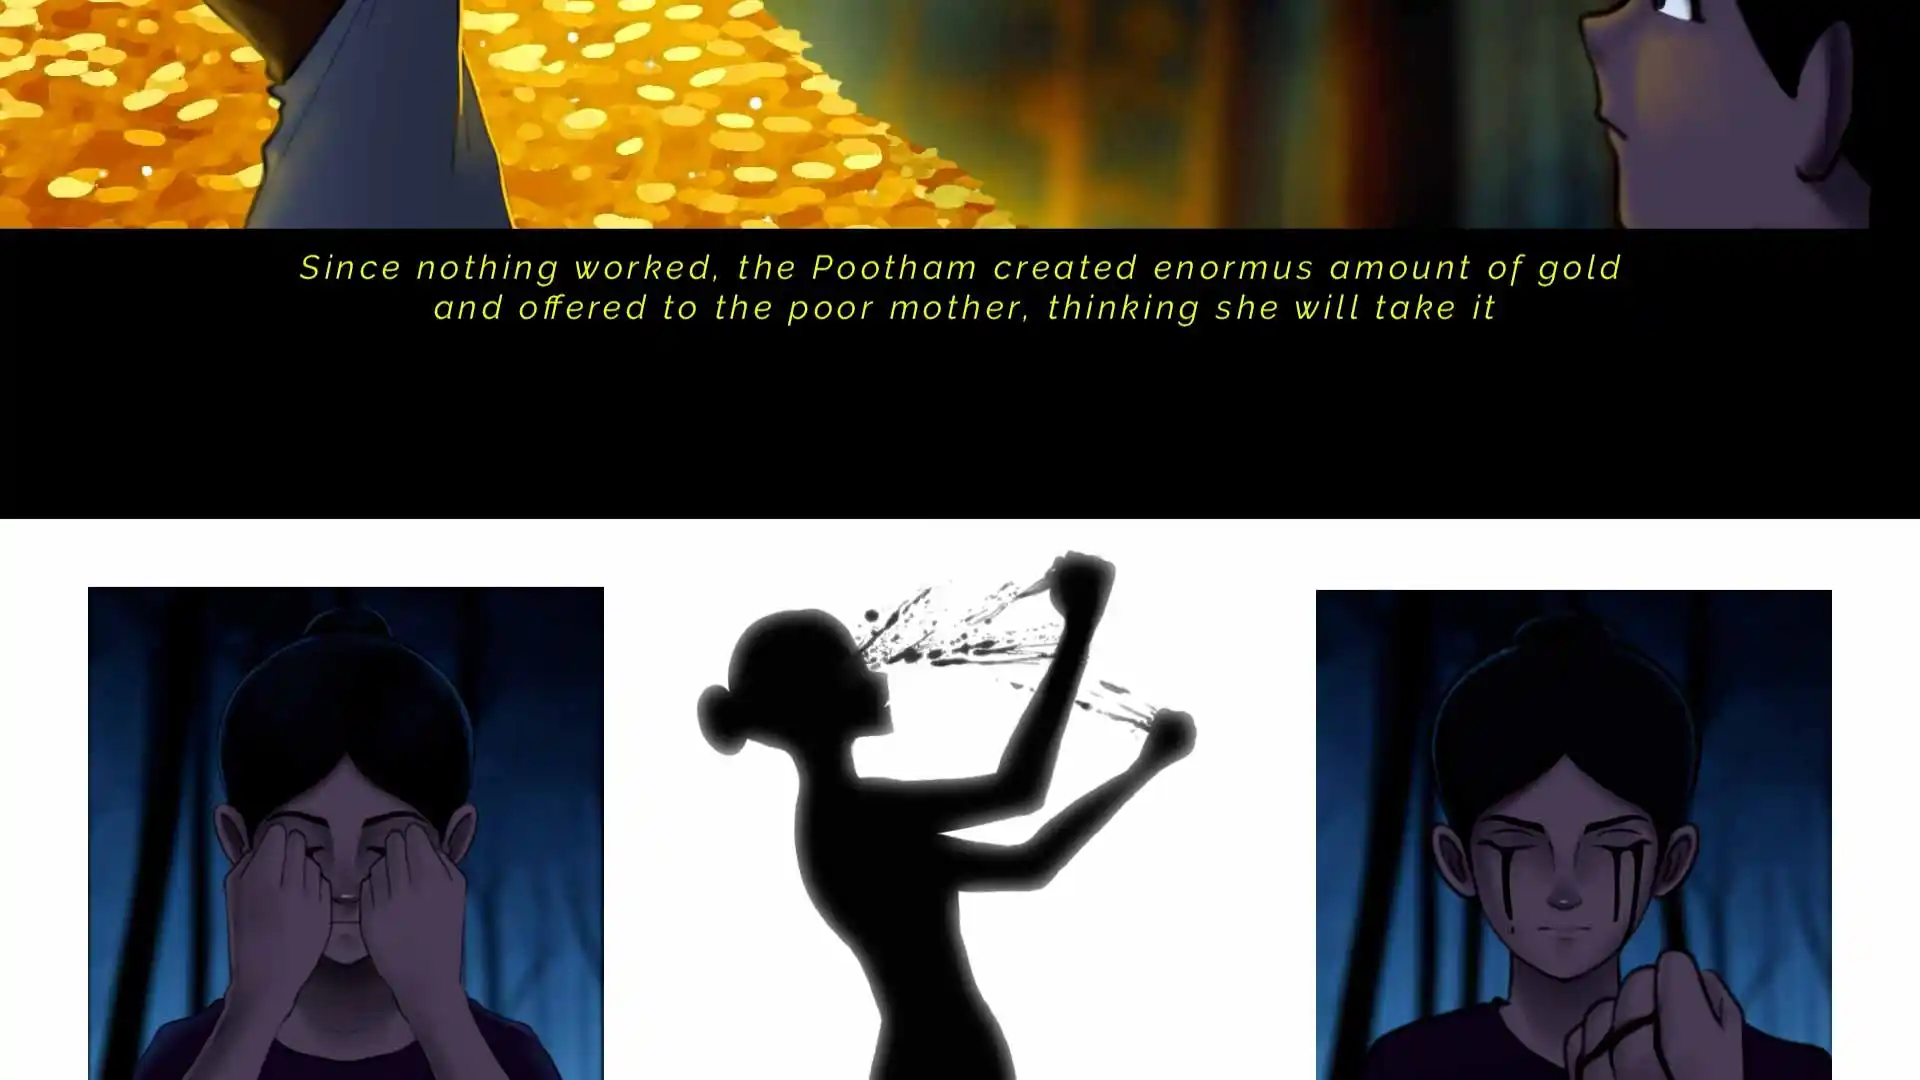 Since nothing worked, the Pootham created enormus amount of gold
and offered to the poor mother, thinking she will take it